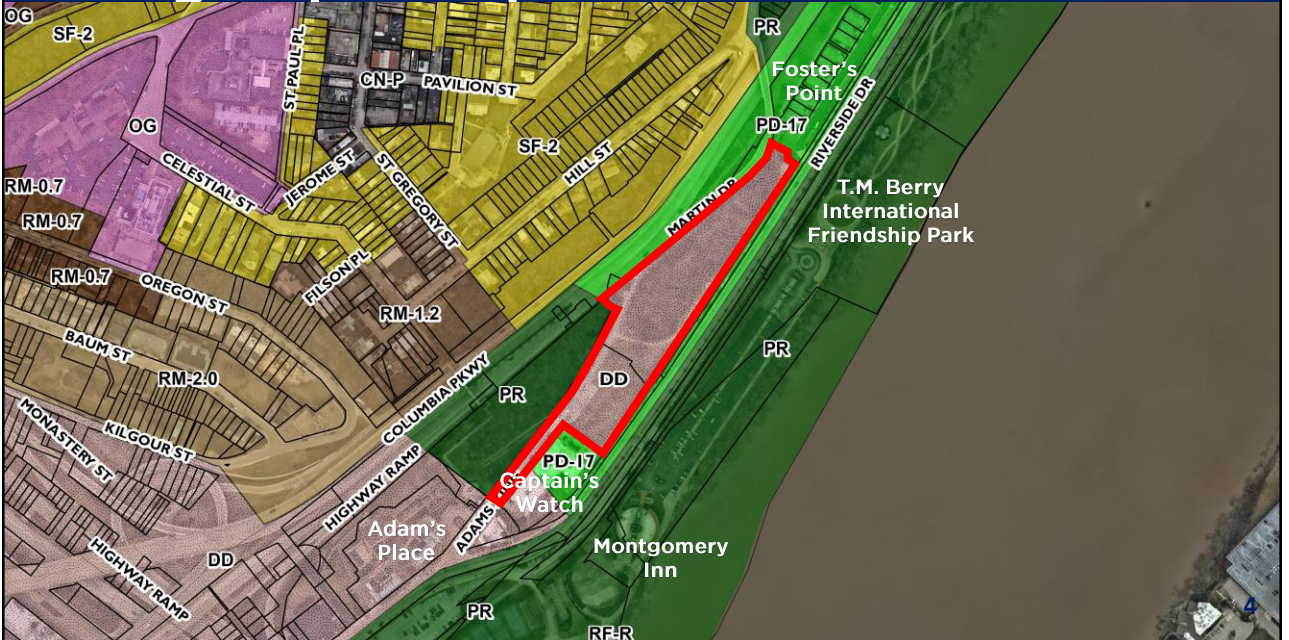 OG
SF-2
PR
ST PAUL PL
CN-P
PAVILION ST
Foster's
Point
OG
PD-17
RIVERSIDE DR
SF-2
HILL ST
CELESTIAL ST
JEROME ST
ST GREGORY ST
RM-0.7
RM-0.7
MARTIN DR
T.M. Berry
International
Friendship Park
RM-0.7
OREGON ST
FILSON PL
RM-1.2
BAUM ST
RM-2.0
PR
DD
PR
COLUMBIA PKWY
MONASTERY ST
KILGOUR ST
HIGHWAY RAMP
PD-17
Captain's
Watch
ADAMS
Adam's
Place
Montgomery
Inn
DD
HIGHWAY RAMP
PR
RF-R
4